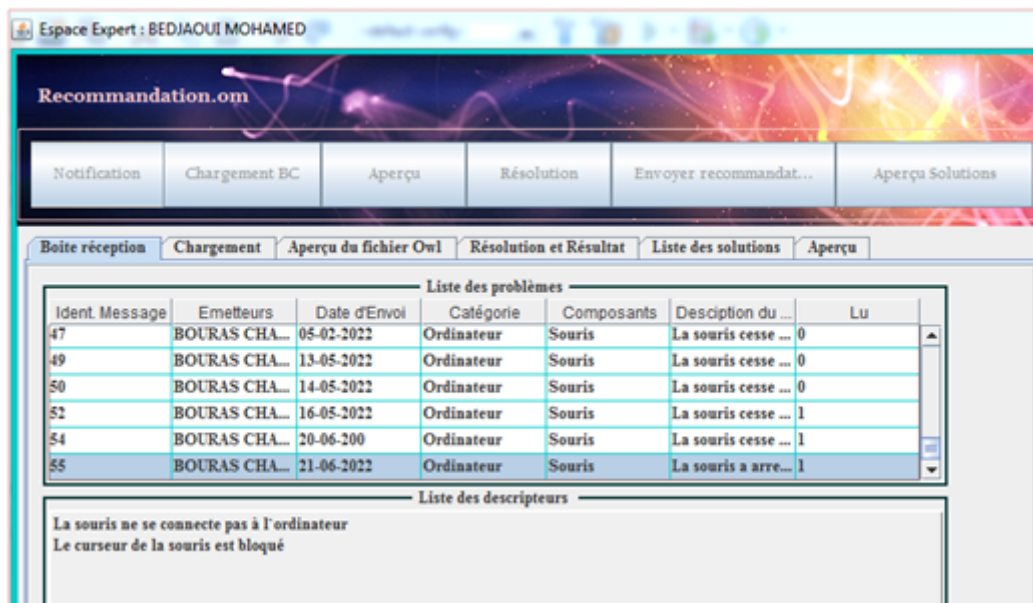 Espace Expert : BEDJAOUI MOHAMED
Recommandation.om
Notification Chargement BC Aperçu Résolution Envoyer recommandat... Aperçu Solutions
Boite réception Chargement Aperçu du fichier Owl Résolution et Résultat Liste des solutions Aperçu
Liste des problèmes
Ident. Message Emetteurs Date d'Envoi Catégorie Composants Desciption du ... Lu
47 BOURAS CHA... 05-02-2022 Ordinateur Souris La souris cesse ... 0
49 BOURAS CHA... 13-05-2022 Ordinateur Souris La souris cesse ... 0
50 BOURAS CHA... 14-05-2022 Ordinateur Souris La souris cesse ... 0
52 BOURAS CHA... 16-05-2022 Ordinateur Souris La souris cesse ... 1
54 BOURAS CHA... 20-06-200 Ordinateur Souris La souris cesse ... 1
55 BOURAS CHA... 21-06-2022 Ordinateur Souris La souris a arre... 1
Liste des descripteurs
La souris ne se connecte pas à l'ordinateur
Le curseur de la souris est bloqué